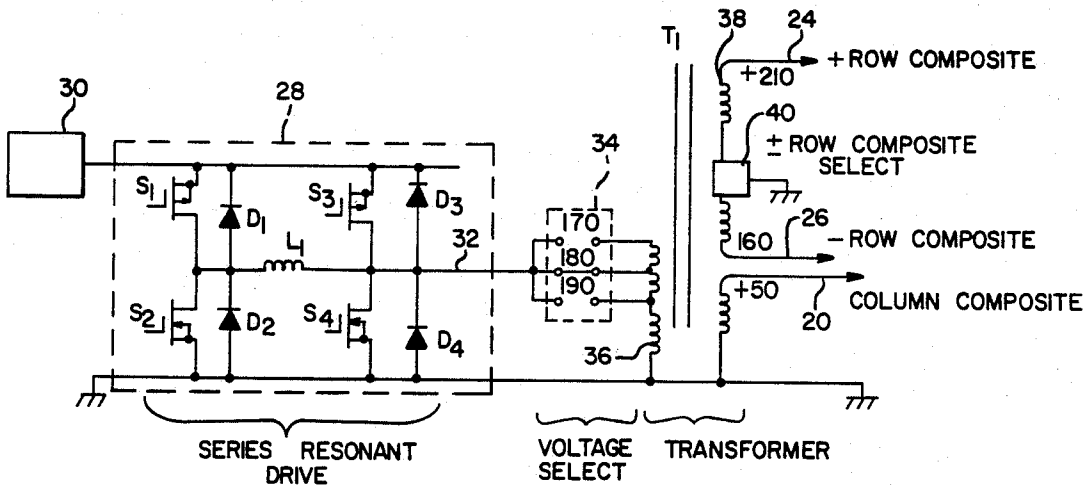 30
28
S1
D1
S2
D2
L1
S3
D3
S4
D4
32
34
170
180
190
36
T1
38
24
+210
+ ROW COMPOSITE
40
± ROW COMPOSITE
SELECT
160
26
- ROW COMPOSITE
+50
20
COLUMN COMPOSITE
SERIES RESONANT
DRIVE
VOLTAGE
SELECT
TRANSFORMER